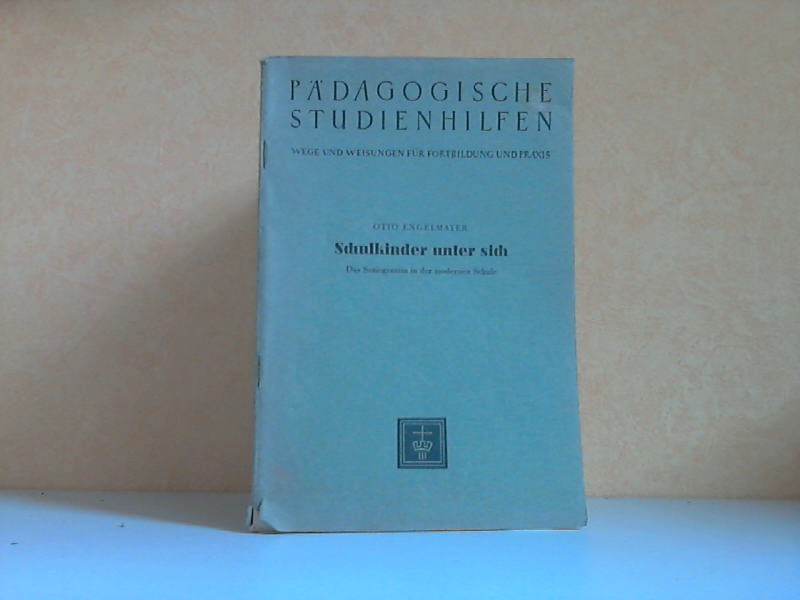 PÄDAGOGISCHE
STUDIENHILFEN
WEGE UND WEISUNGEN FÜR FORTBILDUNG UND PRAXIS
OTTO ENGELMAYER
Schulkinder unter sich
Das Soziogramm in der modernen Schule